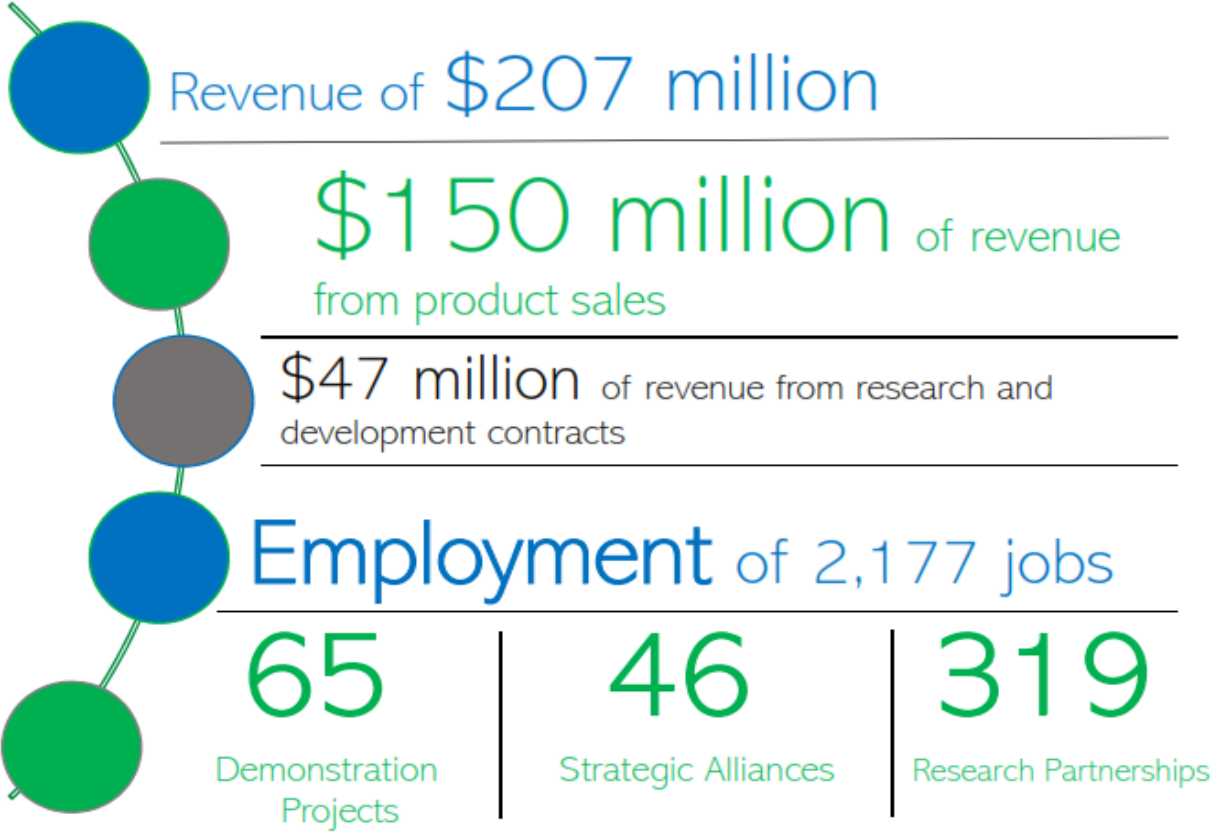 Revenue of $207 million
$150 million of revenue
from product sales
$47 million of revenue from research and
development contracts
Employment of 2,177 jobs
65
Demonstration
Projects
46
Strategic Alliances
319
Research Partnerships